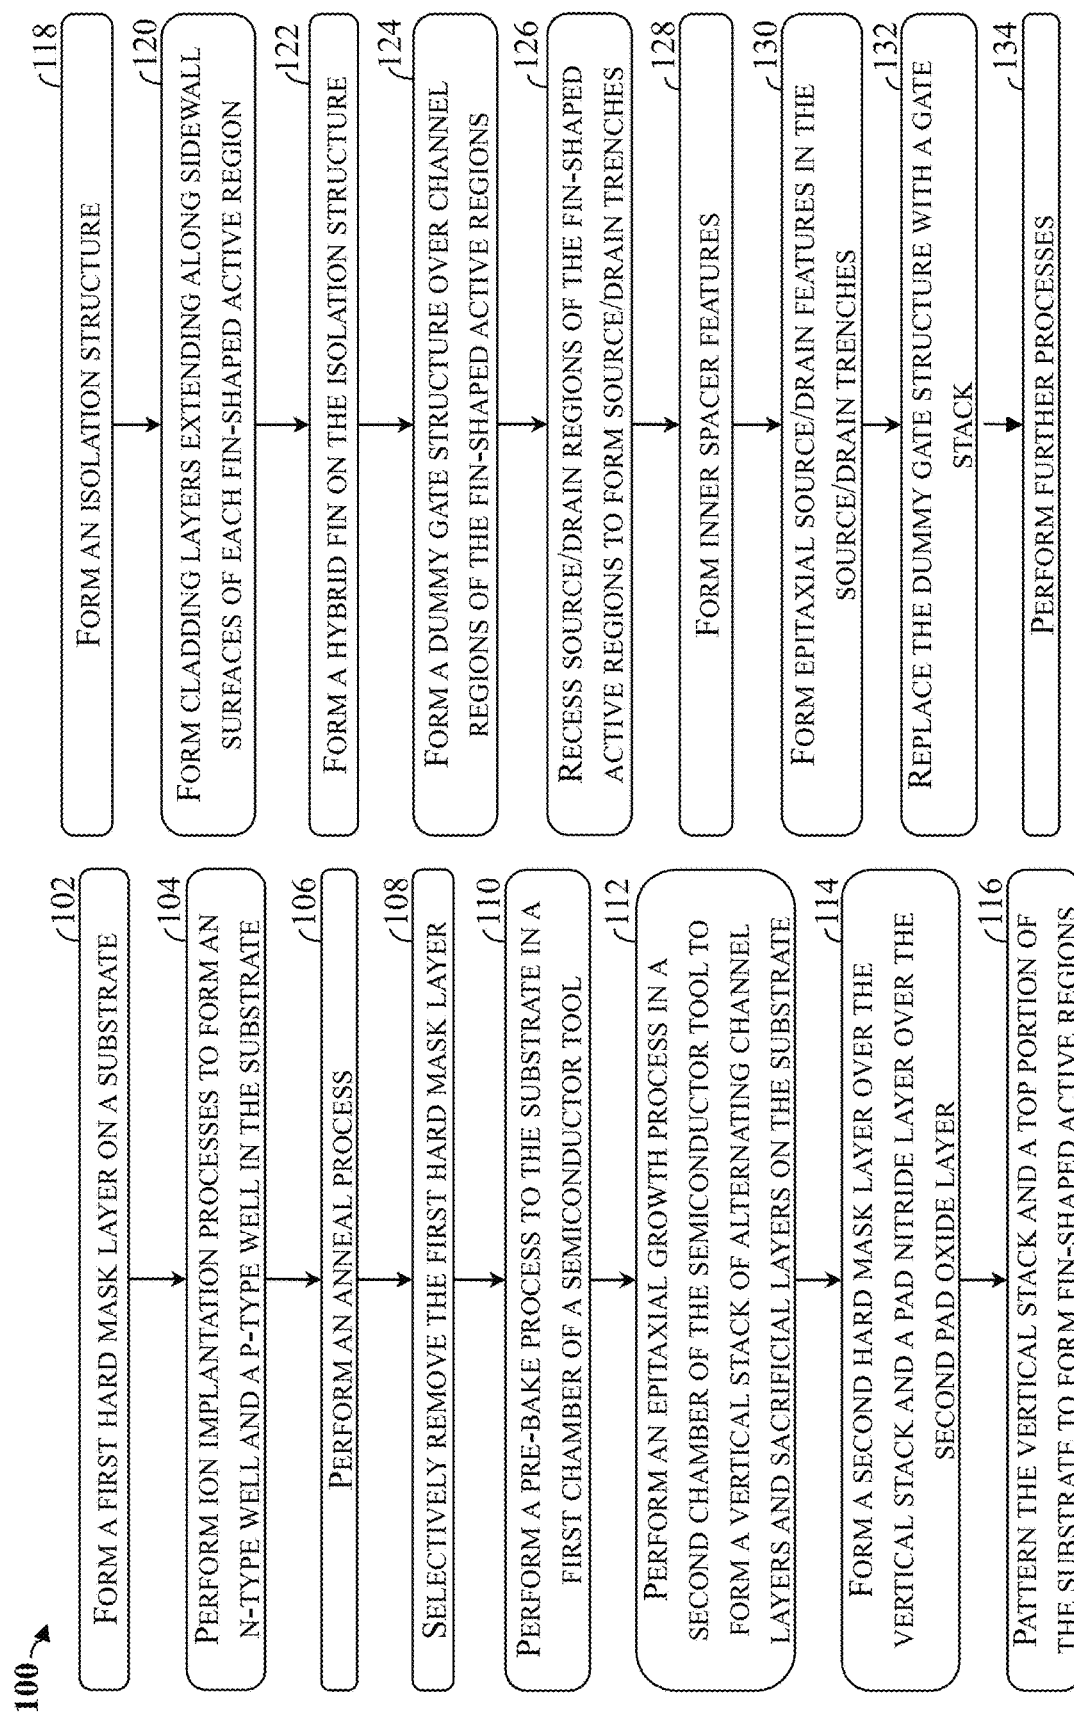 100
102
FORM A FIRST HARD MASK LAYER ON A SUBSTRATE
104
PERFORM ION IMPLANTATION PROCESSES TO FORM AN
N-TYPE WELL AND A P-TYPE WELL IN THE SUBSTRATE
106
PERFORM AN ANNEAL PROCESS
108
SELECTIVELY REMOVE THE FIRST HARD MASK LAYER
110
PERFORM A PRE-BAKE PROCESS TO THE SUBSTRATE IN A
FIRST CHAMBER OF A SEMICONDUCTOR TOOL
112
PERFORM AN EPITAXIAL GROWTH PROCESS IN A
SECOND CHAMBER OF THE SEMICONDUCTOR TOOL TO
FORM A VERTICAL STACK OF ALTERNATING CHANNEL
LAYERS AND SACRIFICIAL LAYERS ON THE SUBSTRATE
114
FORM A SECOND HARD MASK LAYER OVER THE
VERTICAL STACK AND A PAD NITRIDE LAYER OVER THE
SECOND PAD OXIDE LAYER
116
PATTERN THE VERTICAL STACK AND A TOP PORTION OF
THE SUBSTRATE TO FORM FIN-SHAPED ACTIVE REGIONS
118
FORM AN ISOLATION STRUCTURE
120
FORM CLADDING LAYERS EXTENDING ALONG SIDEWALL
SURFACES OF EACH FIN-SHAPED ACTIVE REGION
122
FORM A HYBRID FIN ON THE ISOLATION STRUCTURE
124
FORM A DUMMY GATE STRUCTURE OVER CHANNEL
REGIONS OF THE FIN-SHAPED ACTIVE REGIONS
126
RECESS SOURCE/DRAIN REGIONS OF THE FIN-SHAPED
ACTIVE REGIONS TO FORM SOURCE/DRAIN TRENCHES
128
FORM INNER SPACER FEATURES
130
FORM EPITAXIAL SOURCE/DRAIN FEATURES IN THE
SOURCE/DRAIN TRENCHES
132
REPLACE THE DUMMY GATE STRUCTURE WITH A GATE
STACK
134
PERFORM FURTHER PROCESSES